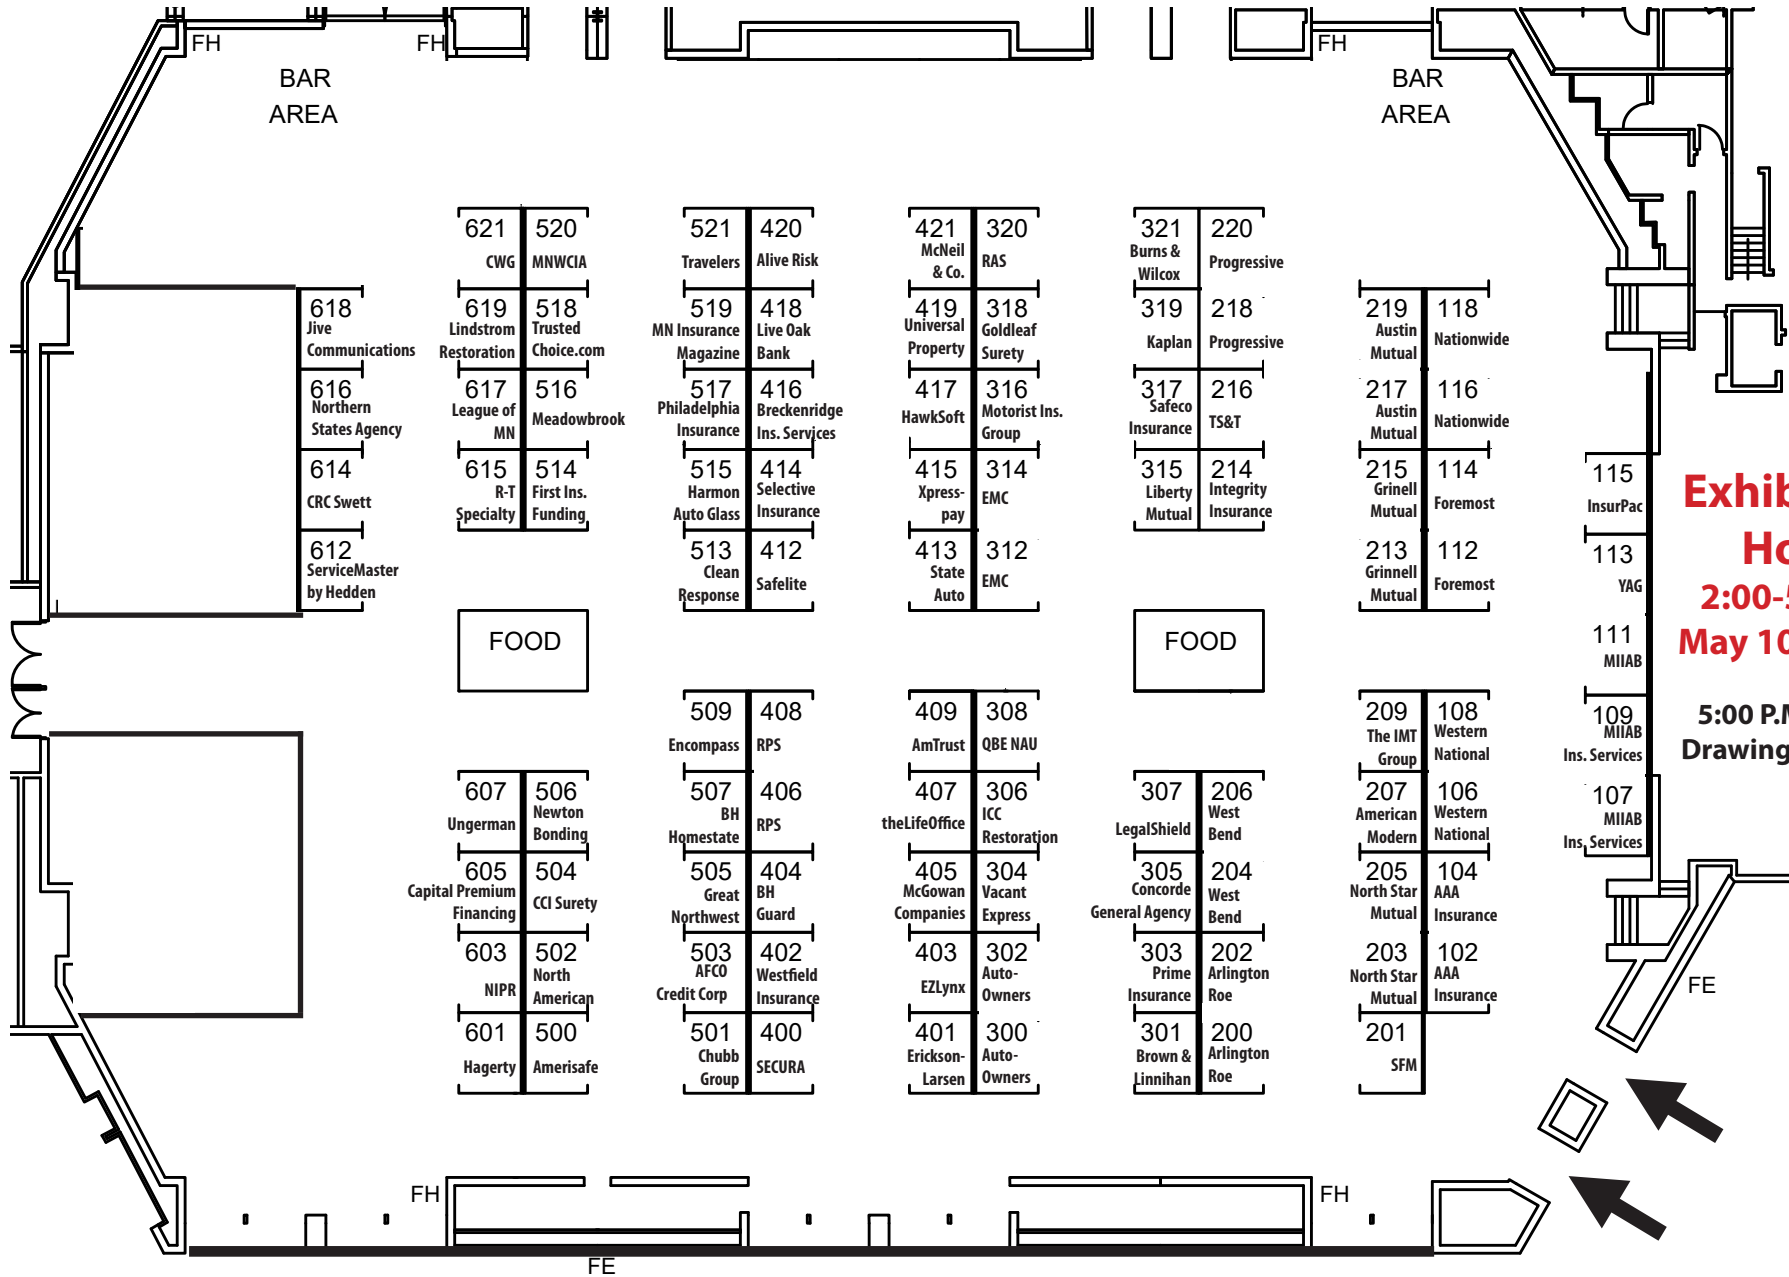 FH
FH
FH
BAR
AREA
BAR
AREA
621
CWG
520
MNWCIA
521
Travelers
420
Alive Risk
421
McNeil
& Co.
320
RAS
321
Burns &
Wilcox
220
Progressive
618
Jive
Communications
619
Lindstrom
Restoration
518
Trusted
Choice.com
519
MN Insurance
Magazine
418
Live Oak
Bank
419
Universal
Property
318
Goldleaf
Surety
319
Kaplan
218
Progressive
219
Austin
Mutual
118
Nationwide
616
Northern
States Agency
617
League of
MN
516
Meadowbrook
517
Philadelphia
Insurance
416
Breckenridge
Ins. Services
417
HawkSoft
316
Motorist Ins.
Group
317
Safeco
Insurance
216
TS&T
217
Austin
Mutual
116
Nationwide
614
CRC Swett
615
R-T
Specialty
514
First Ins.
Funding
515
Harmon
Auto Glass
414
Selective
Insurance
415
Xpress-
pay
314
EMC
315
Liberty
Mutual
214
Integrity
Insurance
215
Grinell
Mutual
114
Foremost
115
InsurPac
612
ServiceMaster
by Hedden
513
Clean
Response
412
Safelite
413
State
Auto
312
EMC
213
Grinnell
Mutual
112
Foremost
113
YAG
FOOD
FOOD
111
MIIAB
509
Encompass
408
RPS
409
AmTrust
308
QBE NAU
209
The IMT
Group
108
Western
National
109
MIIAB
Ins. Services
607
Ungerman
506
Newton
Bonding
507
BH
Homestate
406
RPS
407
theLifeOffice
306
ICC
Restoration
307
LegalShield
206
West
Bend
207
American
Modern
106
Western
National
107
MIIAB
Ins. Services
605
Capital Premium
Financing
504
CCI Surety
505
Great
Northwest
404
BH
Guard
405
McGowan
Companies
304
Vacant
Express
305
Concorde
General Agency
204
West
Bend
205
North Star
Mutual
104
AAA
Insurance
603
NIPR
502
North
American
503
AFCO
Credit Corp
402
Westfield
Insurance
403
EZLynx
302
Auto-
Owners
303
Prime
Insurance
202
Arlington
Roe
203
North Star
Mutual
102
AAA
Insurance
601
Hagerty
500
Amerisafe
501
Chubb
Group
400
SECURA
401
Erickson-
Larsen
300
Auto-
Owners
301
Brown &
Linnihan
200
Arlington
Roe
201
SFM
Exhib
Ho
2:00-5
May 10
5:00 P.M
Drawing
FE
FH
FH
FE